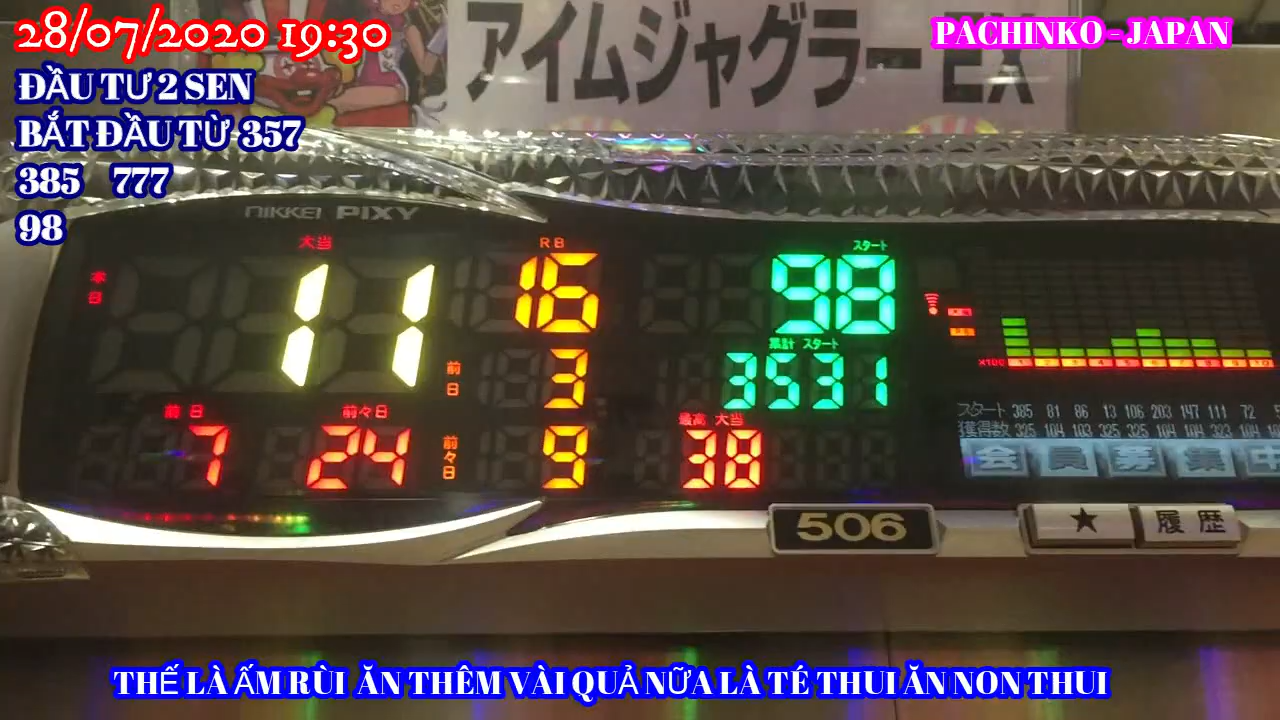 28/07/2020 19:30
PACHINKO - JAPAN
アイムジャグラーEX
ĐẦU TƯ 2 SEN
BẮT ĐẦU TỪ 357
385 777
98
NIKKEI PIXY
大当 RB スタート
本日 11 16 98
累計 スタート
前日 3 3531
前日 前々日 最高 大当
7 24 前々日 9 38
X100
スタート 385 81 86 13 106 203 147 111 72
獲得数 325 104 103 325 325 104 104 323 104
会員募集中
506 ★ 履歴
THẾ LÀ ẤM RÙI ĂN THÊM VÀI QUẢ NỮA LÀ TÉ THUI ĂN NON THUI